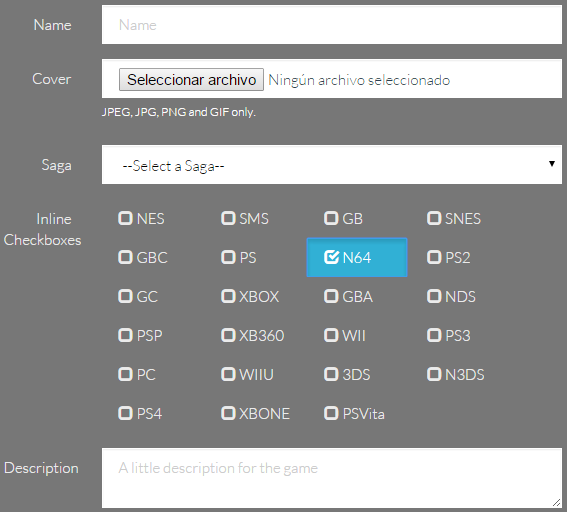 Name Name
Cover Seleccionar archivo Ningún archivo seleccionado
JPEG, JPG, PNG and GIF only.
Saga --Select a Saga--
Inline Checkboxes
NES SMS GB SNES
GBC PS N64 PS2
GC XBOX GBA NDS
PSP XB360 WII PS3
PC WIIU 3DS N3DS
PS4 XBONE PSVita
Description A little description for the game